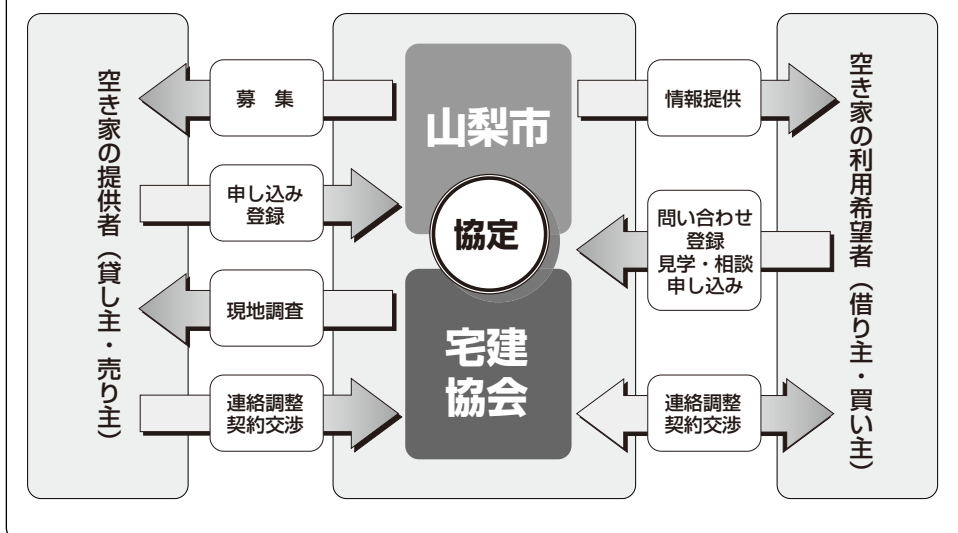 空き家の提供者（貸し主・売り主）
募　集
申し込み
登録
現地調査
連絡調整
契約交渉
山梨市
協定
宅建
協会
情報提供
問い合わせ
登録
見学・相談
申し込み
連絡調整
契約交渉
空き家の利用希望者（借り主・買い主）